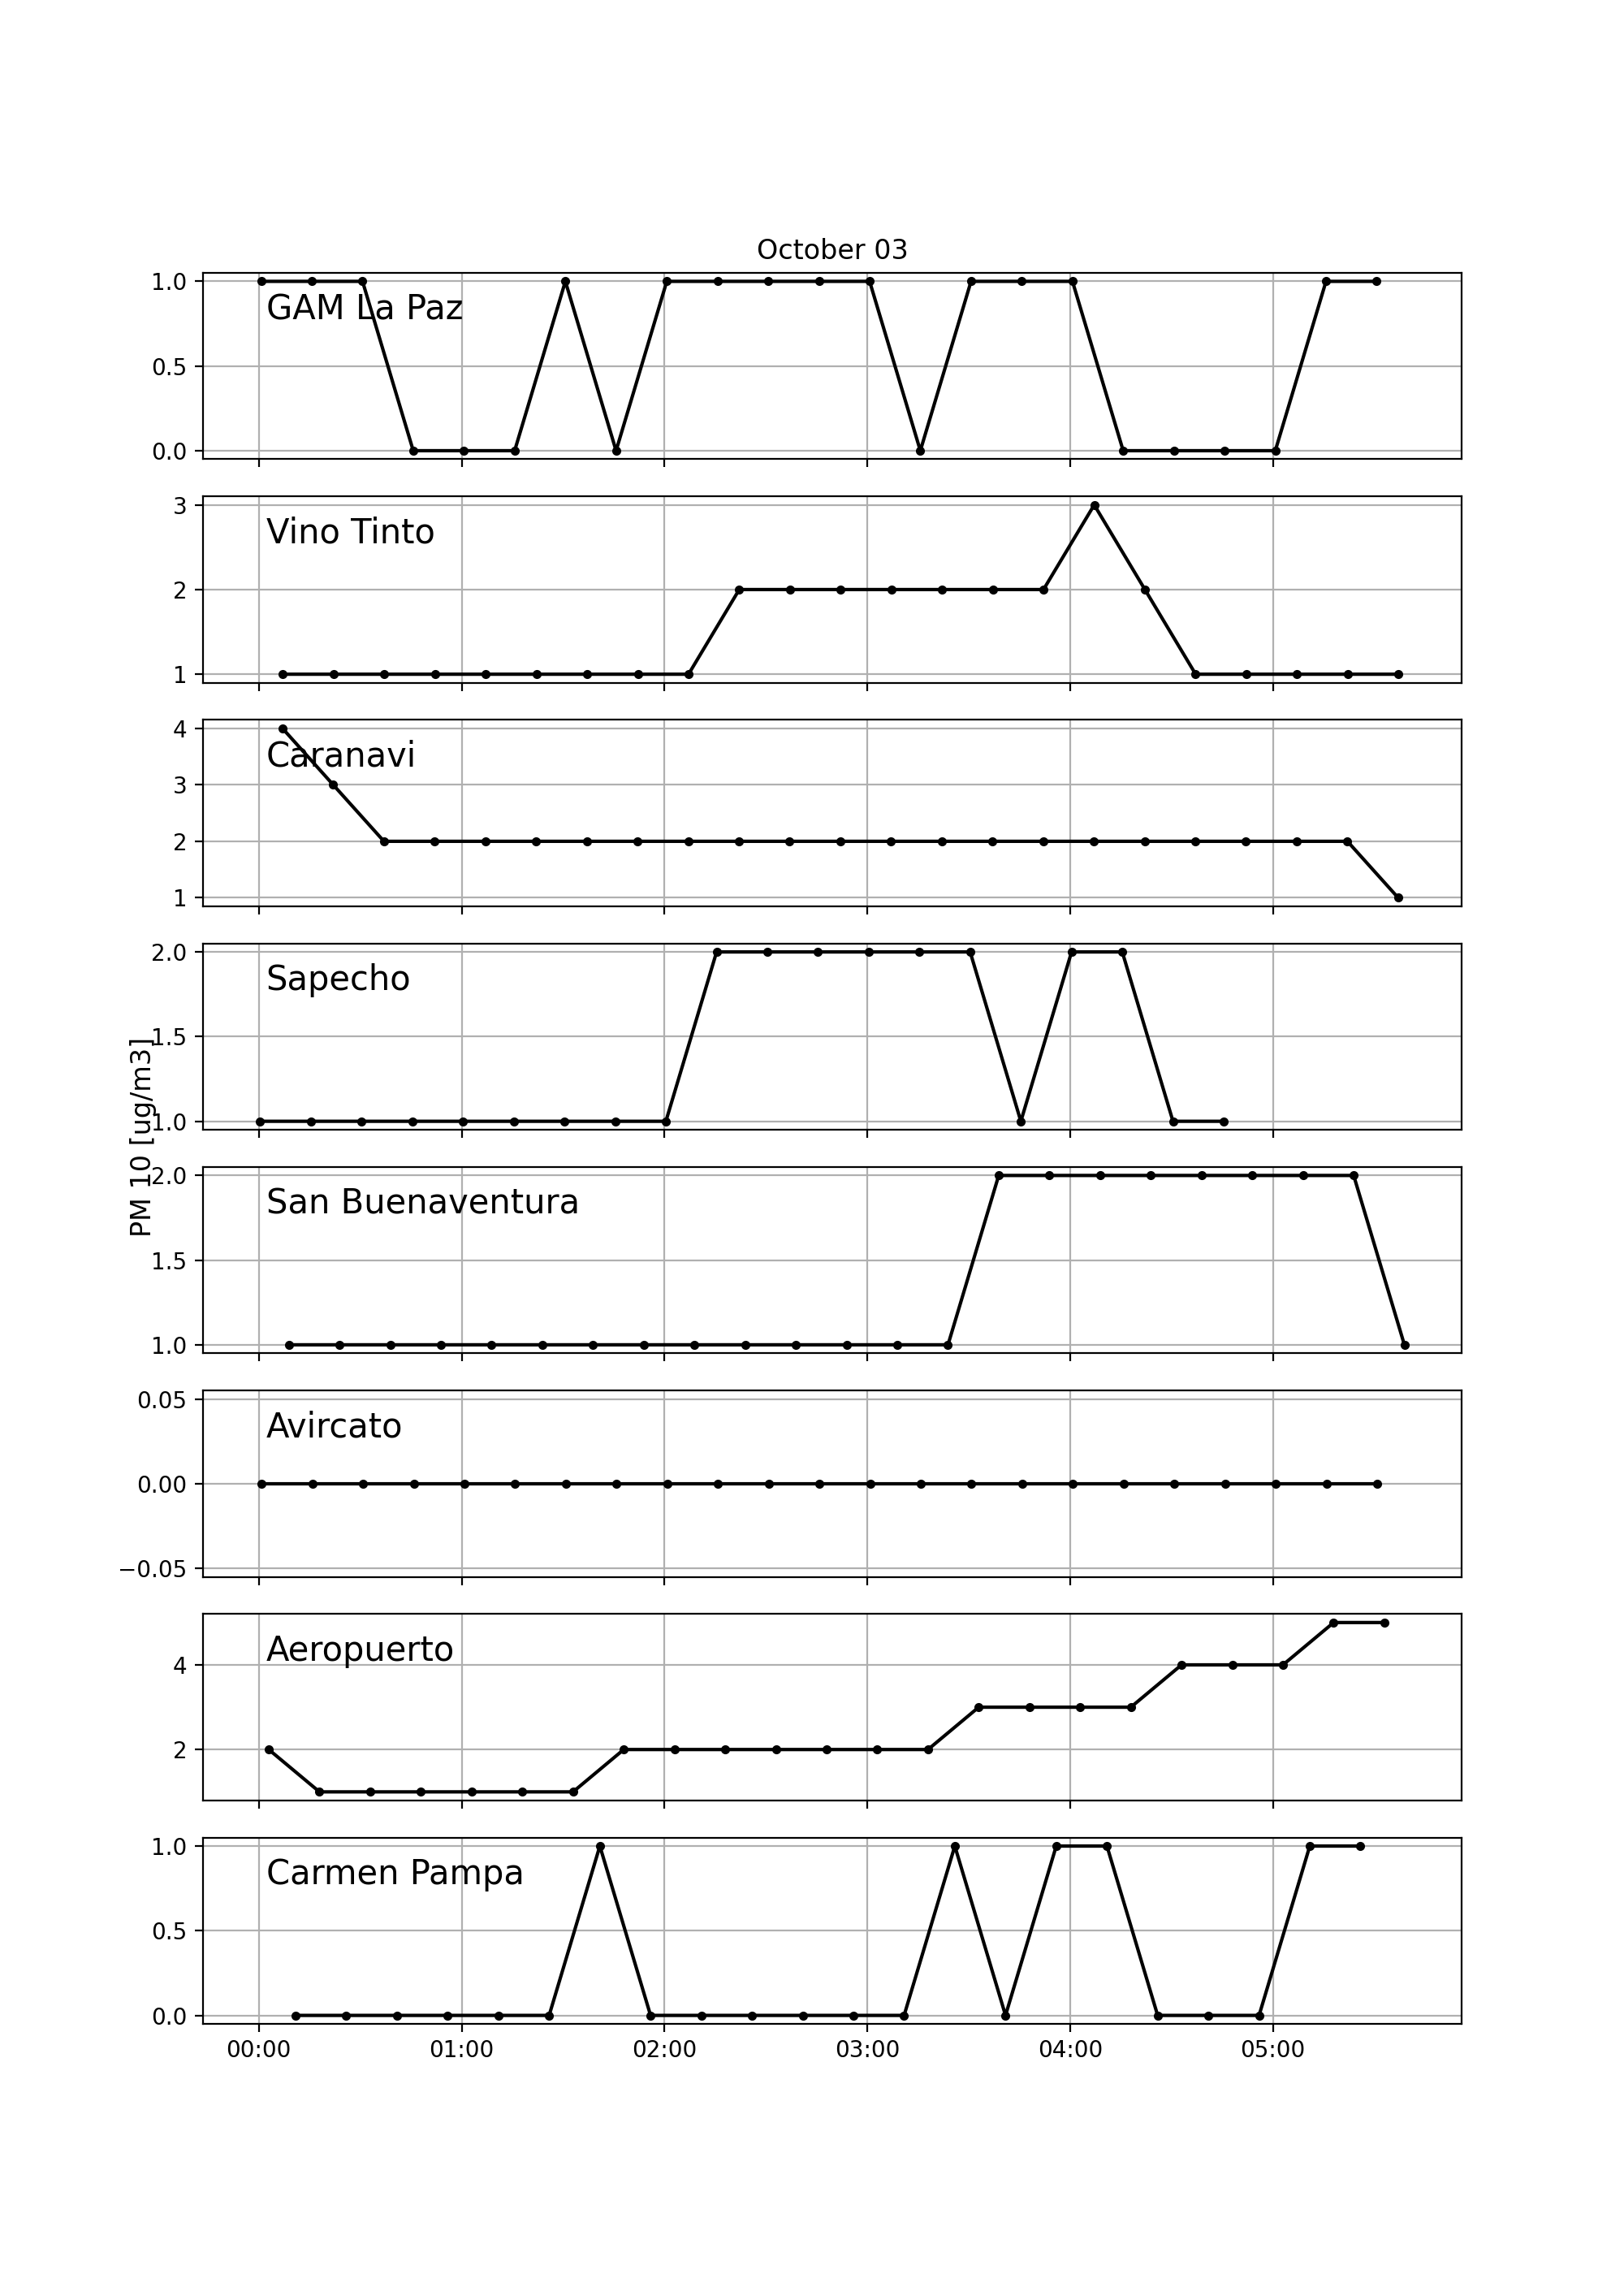 October 03
1.0
GAM La Paz
0.5
0.0
3
Vino Tinto
2
1
4
Caranavi
3
2
1
2.0
Sapecho
1.5
1.0
PM 10 [ug/m3]
2.0
San Buenaventura
1.5
1.0
0.05
Avircato
0.00
−0.05
Aeropuerto
4
2
1.0
Carmen Pampa
0.5
0.0
00:00 01:00 02:00 03:00 04:00 05:00